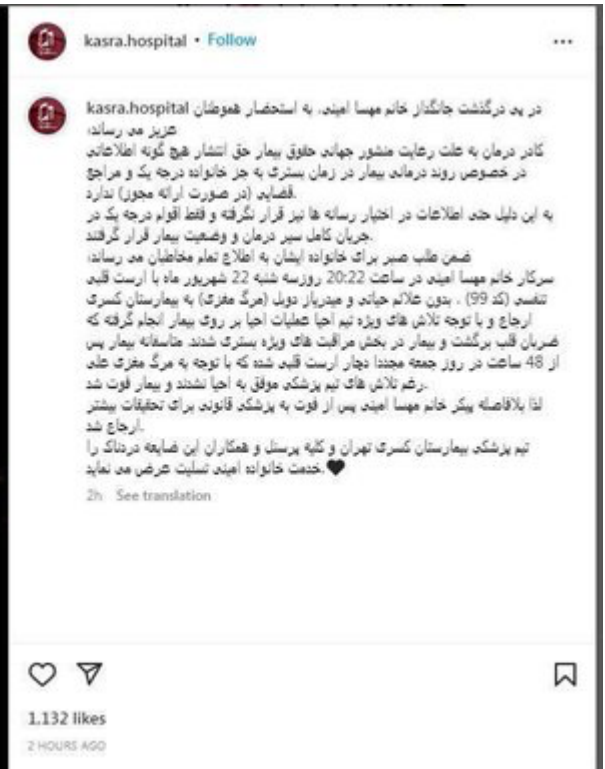 kasra.hospital • Follow
kasra.hospital در پی درگذشت جانگداز خانم مهسا امینی، به استحضار هموطنان
عزیز می رساند،
کادر درمان به علت رعایت منشور جهانی حقوق بیمار حق انتشار هیچ گونه اطلاعاتی
در خصوص روند درمانی بیمار در زمان بستری به جز خانواده درجه یک و مراجع
قضایی (در صورت ارائه مجوز) ندارد.
به این دلیل حتی اطلاعات در اختیار رسانه ها نیز قرار نگرفته و فقط اقوام درجه یک در
جریان کامل سیر درمان و وضعیت بیمار قرار گرفتند.
ضمن طلب صبر برای خانواده ایشان به اطلاع تمام مخاطبان می رساند،
سرکار خانم مهسا امینی در ساعت 20:22 روزسه شنبه 22 شهریور ماه با ارست قلبی
تنفسی (کد 99) ، بدون علائم حیاتی و میدریاز دوبل (مرگ مغزی) به بیمارستان کسری
ارجاع و با توجه تلاش های ویژه تیم احیا عملیات احیا بر روی بیمار انجام گرفته که
ضربان قلب برگشت و بیمار در بخش مراقبت های ویژه بستری شدند. متاسفانه بیمار پس
از 48 ساعت در روز جمعه مجددا دچار ارست قلبی شده که با توجه به مرگ مغزی علی
رغم تلاش های تیم پزشکی موفق به احیا نشدند و بیمار فوت شد.
لذا بلافاصله پیکر خانم مهسا امینی پس از فوت به پزشکی قانونی برای تحقیقات بیشتر
ارجاع شد.
تیم پزشکی بیمارستان کسری تهران و کلیه پرسنل و همکاران این ضایعه دردناک را
خدمت خانواده امینی تسلیت عرض می نماید.🖤
2h See translation
1,132 likes
2 HOURS AGO